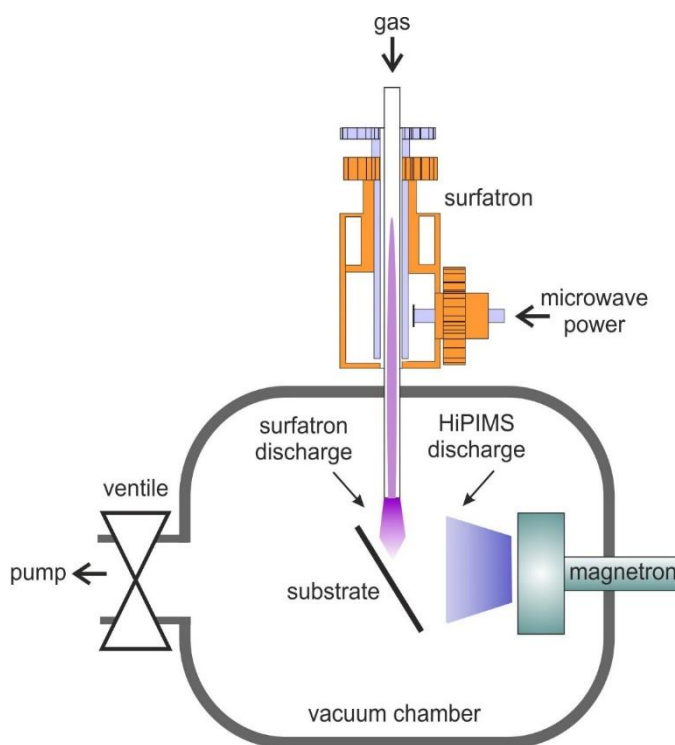 gas
surfatron
microwave
power
surfatron
discharge
HiPIMS
discharge
ventile
pump
substrate
magnetron
vacuum chamber